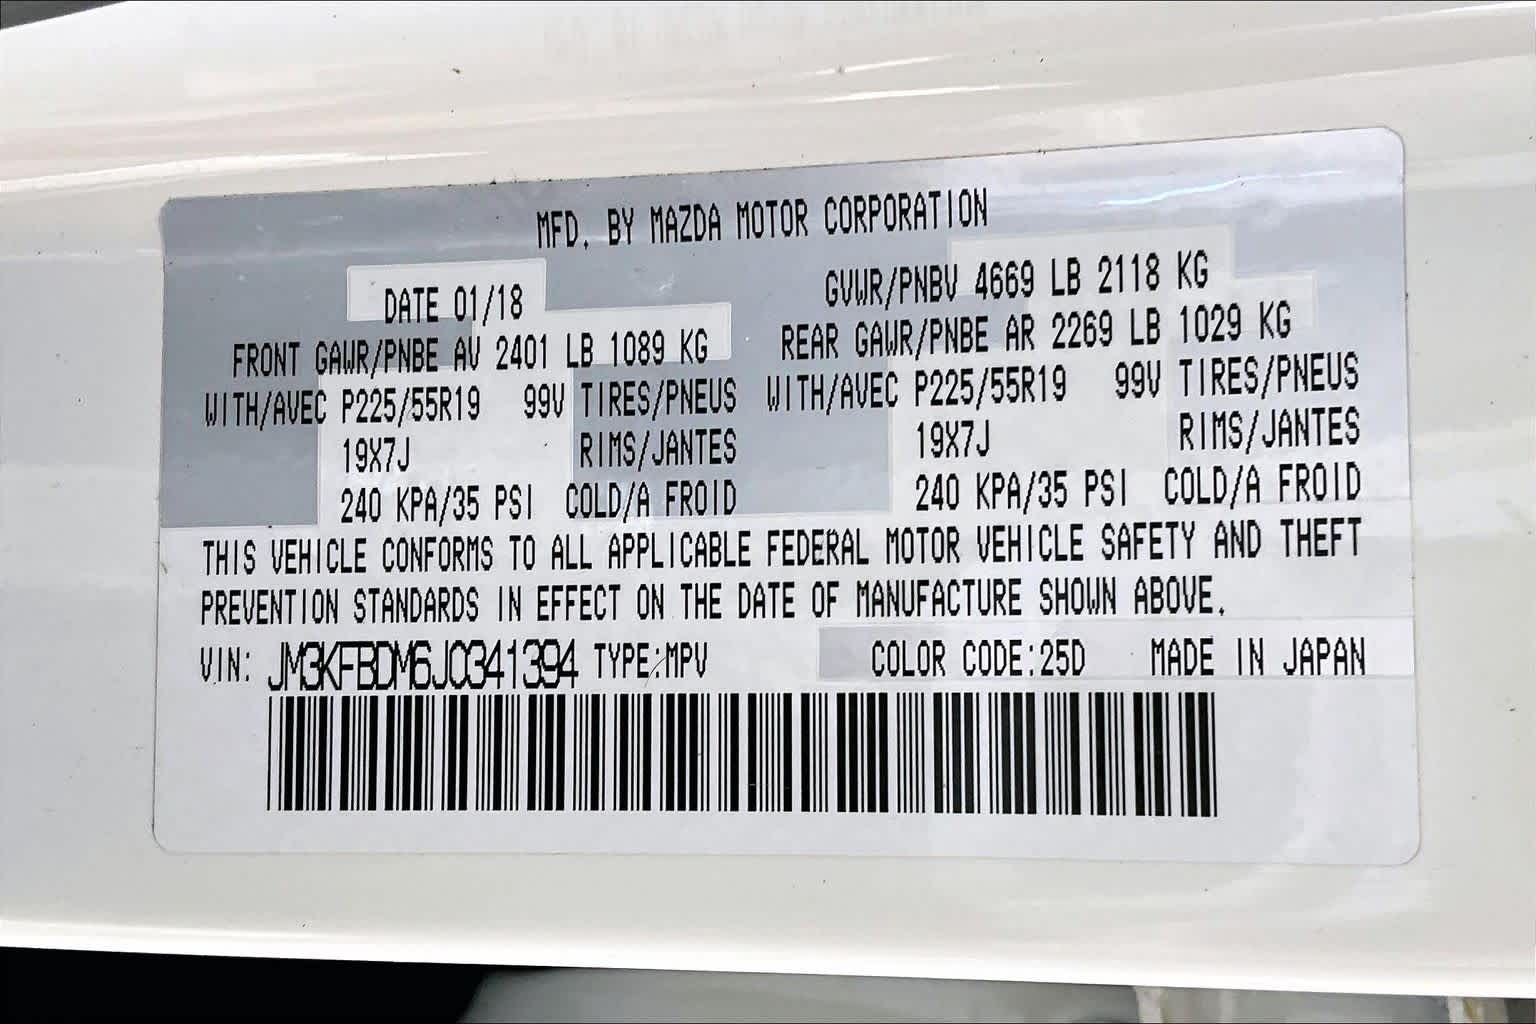 MFD. BY MAZDA MOTOR CORPORATION
DATE 01/18 GVWR/PNBV 4669 LB 2118 KG
FRONT GAWR/PNBE AV 2401 LB 1089 KG REAR GAWR/PNBE AR 2269 LB 1029 KG
WITH/AVEC P225/55R19 99V TIRES/PNEUS WITH/AVEC P225/55R19 99V TIRES/PNEUS
19X7J RIMS/JANTES 19X7J RIMS/JANTES
240 KPA/35 PSI COLD/A FROID 240 KPA/35 PSI COLD/A FROID
THIS VEHICLE CONFORMS TO ALL APPLICABLE FEDERAL MOTOR VEHICLE SAFETY AND THEFT
PREVENTION STANDARDS IN EFFECT ON THE DATE OF MANUFACTURE SHOWN ABOVE.
VIN: JM3KFBDM6J0341394 TYPE:MPV COLOR CODE:25D MADE IN JAPAN